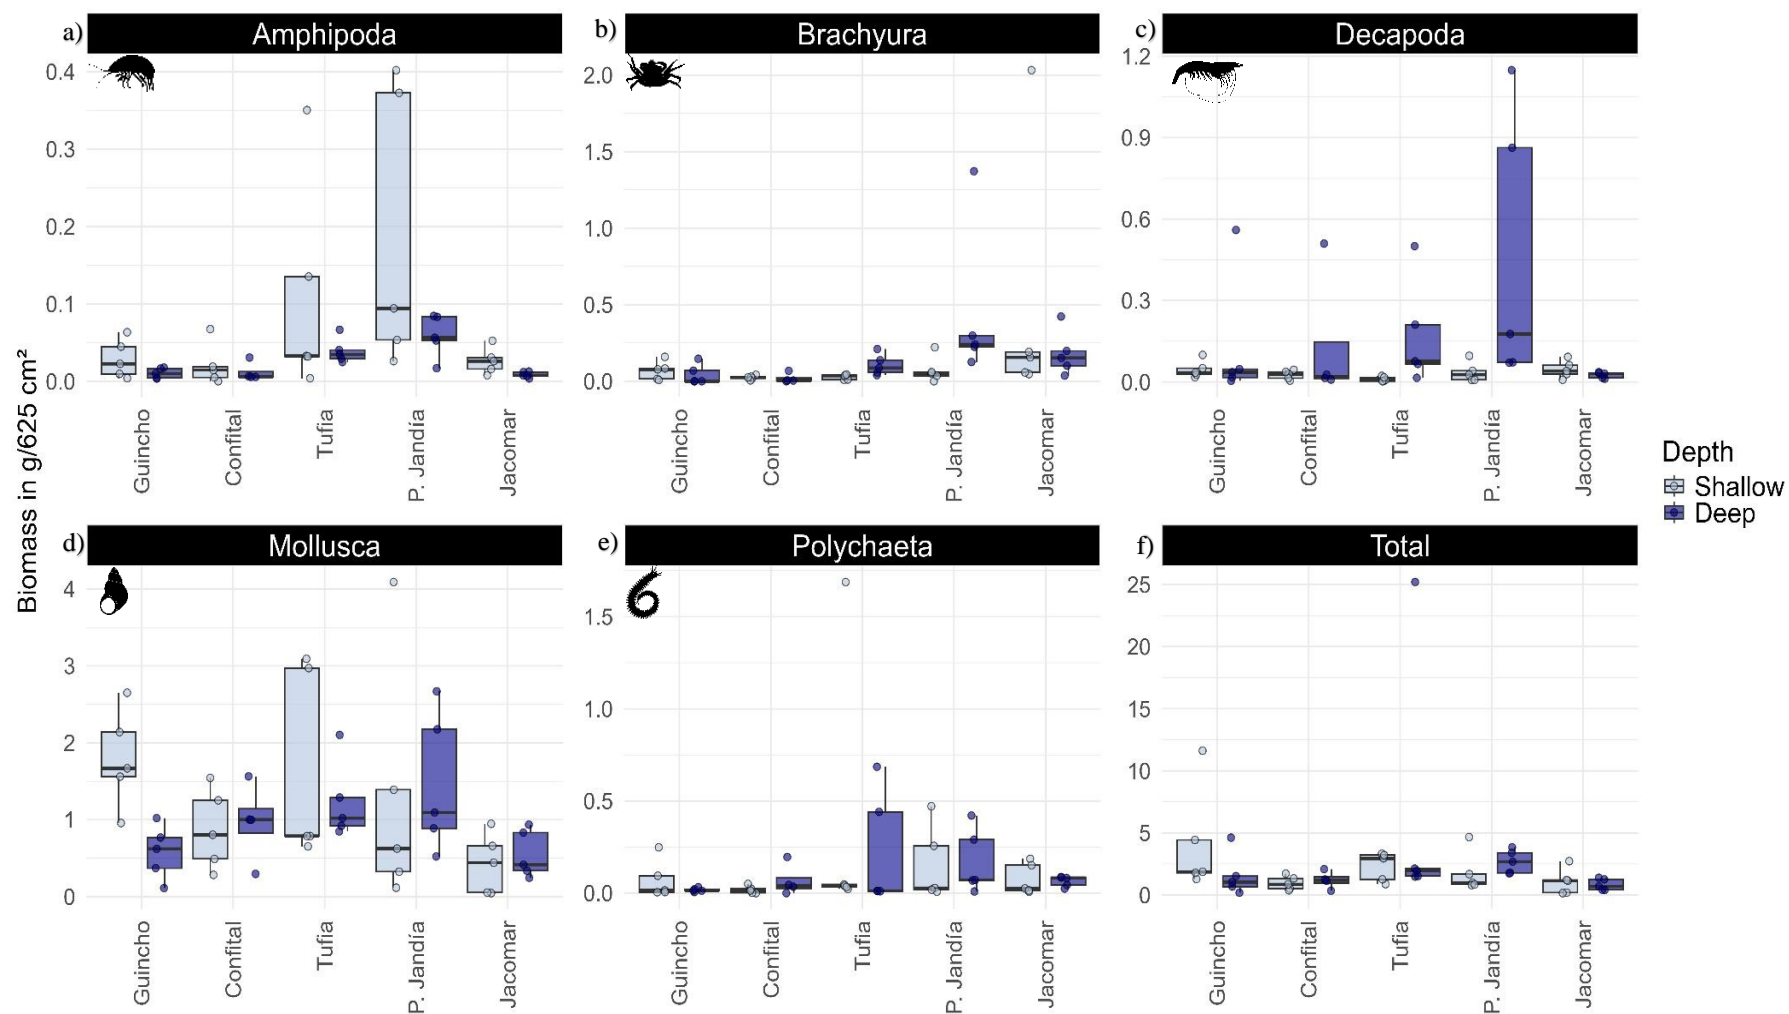 a) Amphipoda
b) Brachyura
c) Decapoda
0.4
0.3
0.2
0.1
0.0
2.0
1.5
1.0
0.5
0.0
1.2
0.9
0.6
0.3
0.0
Guincho
Confital
Tufia
P. Jandía
Jacomar
Guincho
Confital
Tufia
P. Jandía
Jacomar
Guincho
Confital
Tufia
P. Jandía
Jacomar
Biomass in g/625 cm²
Depth
Shallow
Deep
d) Mollusca
e) Polychaeta
f) Total
4
3
2
1
0
1.5
1.0
0.5
0.0
25
20
15
10
5
0
Guincho
Confital
Tufia
P. Jandía
Jacomar
Guincho
Confital
Tufia
P. Jandía
Jacomar
Guincho
Confital
Tufia
P. Jandía
Jacomar